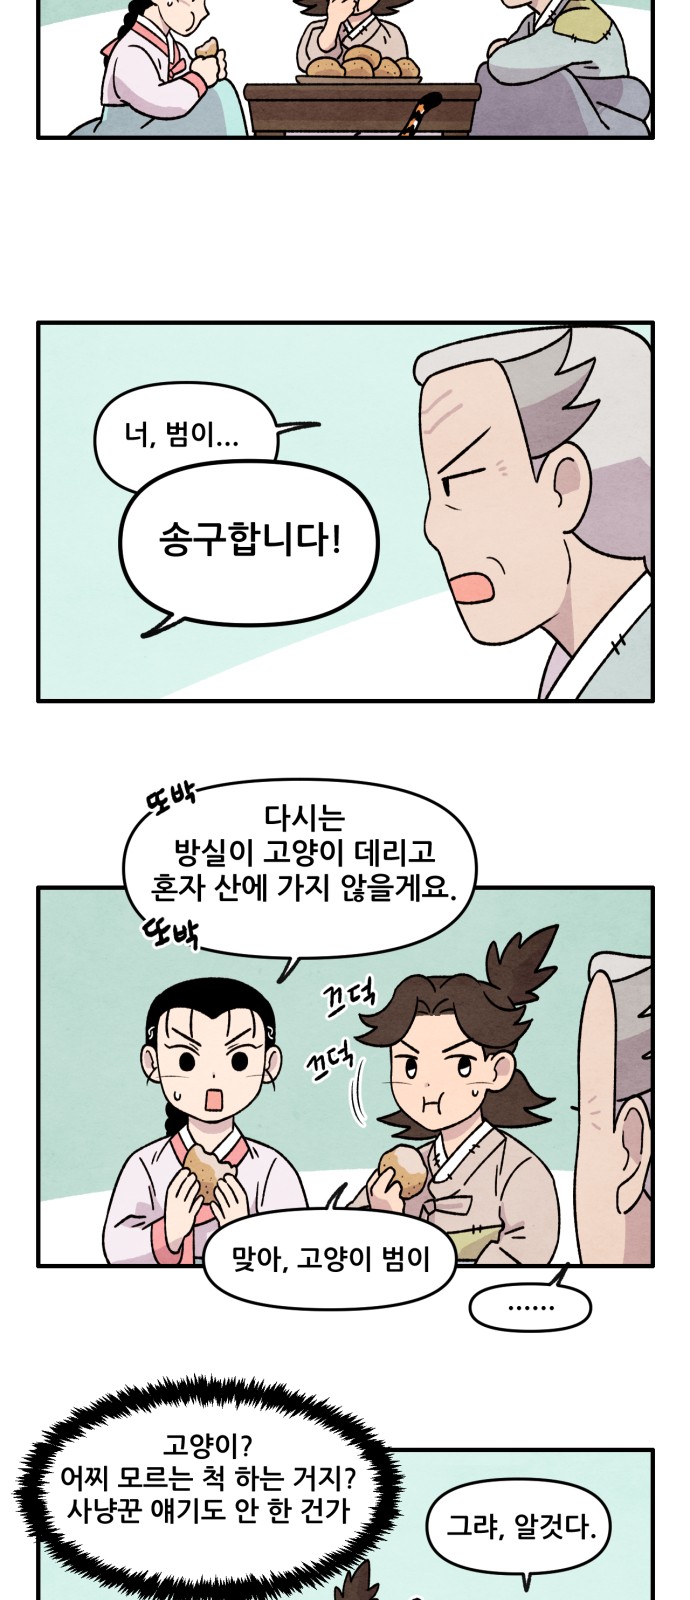 너, 범이...
송구합니다!
또박
다시는
방실이 고양이 데리고
혼자 산에 가지 않을게요.
또박
끄덕
끄덕
맞아, 고양이 범이
······
고양이?
어찌 모르는 척 하는 거지?
사냥꾼 얘기도 안 한 건가
그랴, 알것다.